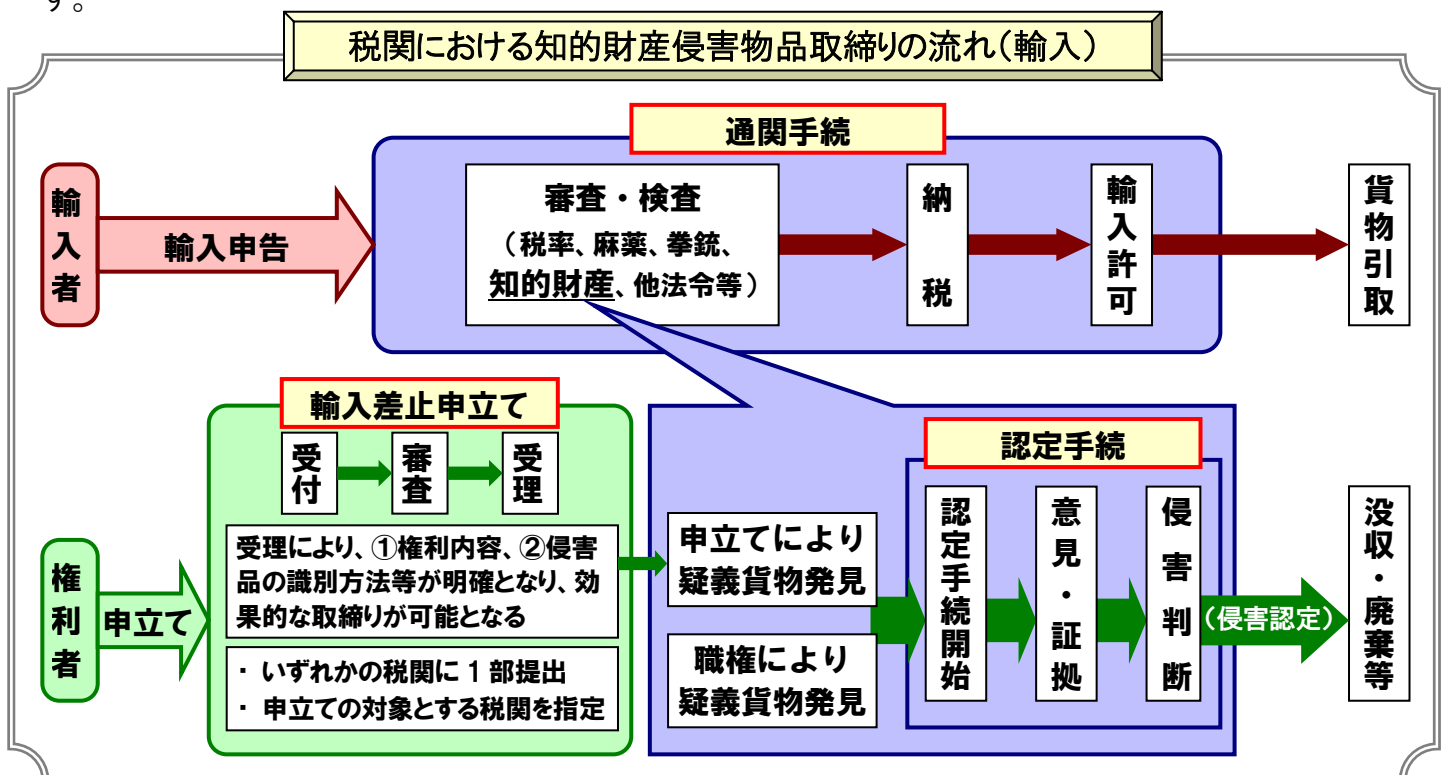 す。
税関における知的財産侵害物品取締りの流れ（輸入）
通関手続
輸入者
輸入申告
審査・検査
（税率、麻薬、拳銃、
知的財産、他法令等）
納税
輸入許可
貨物引取
輸入差止申立て
受付
審査
受理
受理により、①権利内容、②侵害
品の識別方法等が明確となり、効
果的な取締りが可能となる
・ いずれかの税関に 1 部提出
・ 申立ての対象とする税関を指定
権利者
申立て
申立てにより
疑義貨物発見
職権により
疑義貨物発見
認定手続
認定手続開始
意見・証拠
侵害判断
（侵害認定）
没収・廃棄等